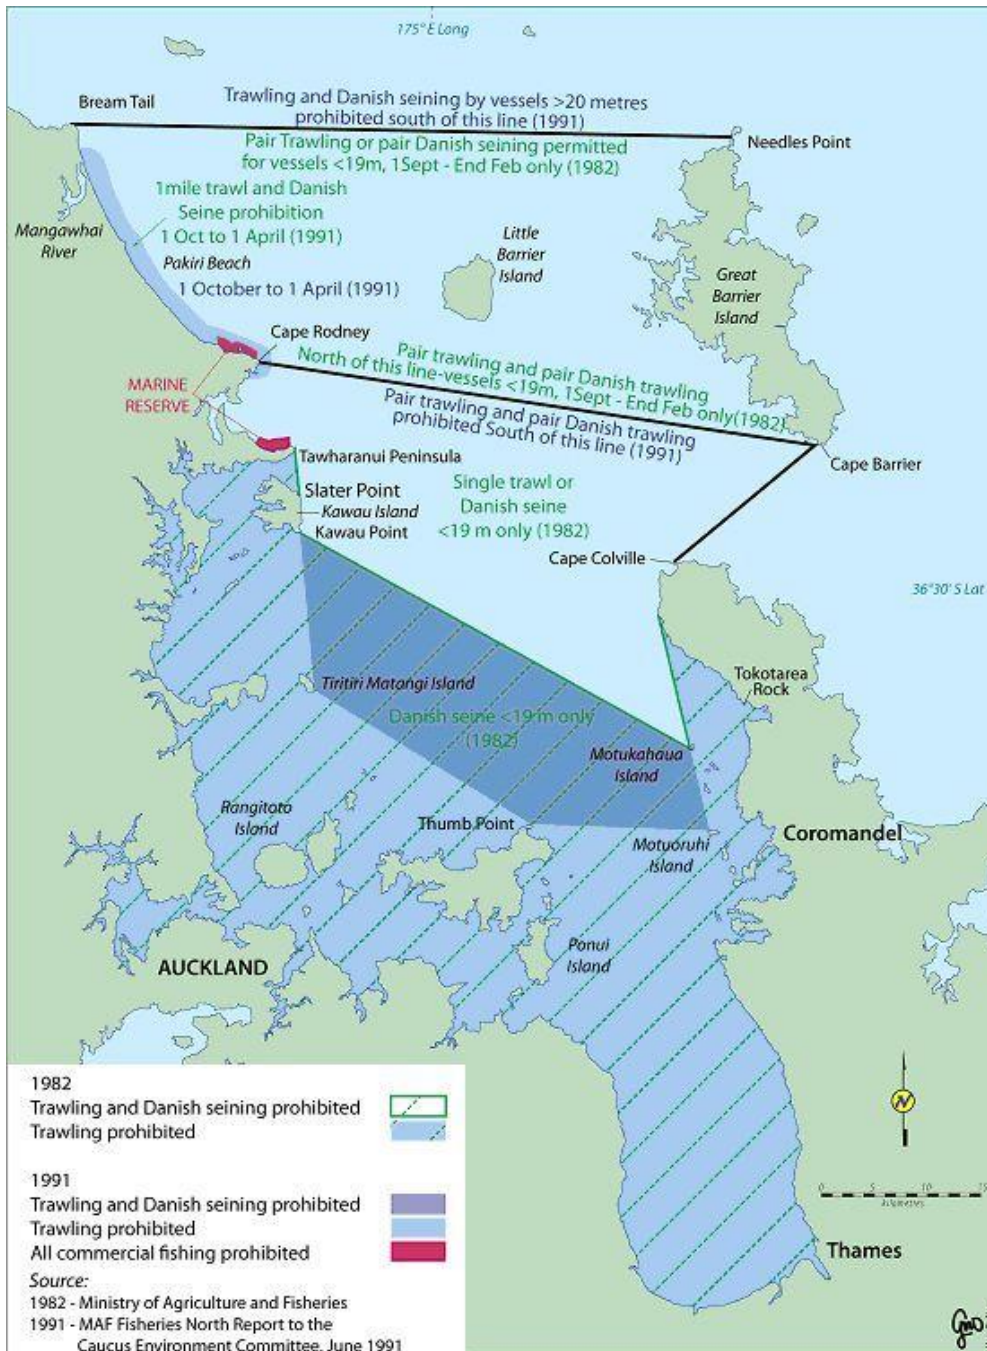 175° E Long
Bream Tail
Trawling and Danish seining by vessels >20 metres
prohibited south of this line (1991)
Needles Point
Pair Trawling or pair Danish seining permitted
for vessels <19m, 1Sept - End Feb only (1982)
1mile trawl and Danish
Seine prohibition
1 Oct to 1 April (1991)
Mangawhai
River
Pakiri Beach
1 October to 1 April (1991)
Little
Barrier
Island
Great
Barrier
Island
Cape Rodney
Pair trawling and pair Danish trawling
North of this line-vessels <19m, 1Sept - End Feb only(1982)
Pair trawling and pair Danish trawling
prohibited South of this line (1991)
MARINE
RESERVE
Tawharanui Peninsula
Cape Barrier
Slater Point
Kawau Island
Kawau Point
Single trawl or
Danish seine
<19 m only (1982)
Cape Colville
36°30' S Lat
Tokotarea
Rock
Tiritiri Matangi Island
Danish seine <19 m only
(1982)
Motukahaua
Island
Rangitoto
Island
Thumb Point
Motuoruhi
Island
Coromandel
AUCKLAND
Ponui
Island
1982
Trawling and Danish seining prohibited
Trawling prohibited
1991
Trawling and Danish seining prohibited
Trawling prohibited
All commercial fishing prohibited
Source:
1982 - Ministry of Agriculture and Fisheries
1991 - MAF Fisheries North Report to the
Caucus Environment Committee, June 1991
N
0 5 10 15
kilometres
Thames